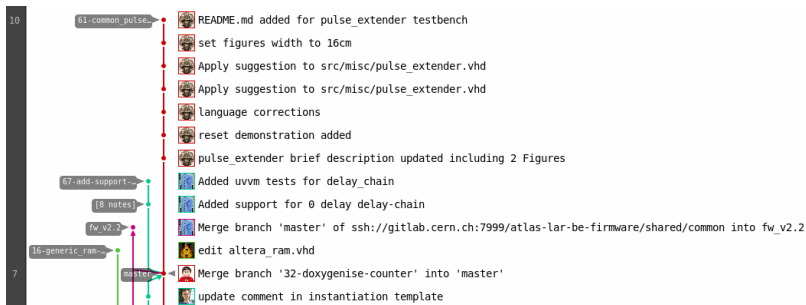 10 61-common_pulse… README.md added for pulse_extender testbench
set figures width to 16cm
Apply suggestion to src/misc/pulse_extender.vhd
Apply suggestion to src/misc/pulse_extender.vhd
language corrections
reset demonstration added
pulse_extender brief description updated including 2 Figures
67-add-support-… Added uvvm tests for delay_chain
[8 notes] Added support for 0 delay delay-chain
fw_v2.2 Merge branch 'master' of ssh://gitlab.cern.ch:7999/atlas-lar-be-firmware/shared/common into fw_v2.2
16-generic_ram-… edit altera_ram.vhd
7 master Merge branch '32-doxygenise-counter' into 'master'
update comment in instantiation template